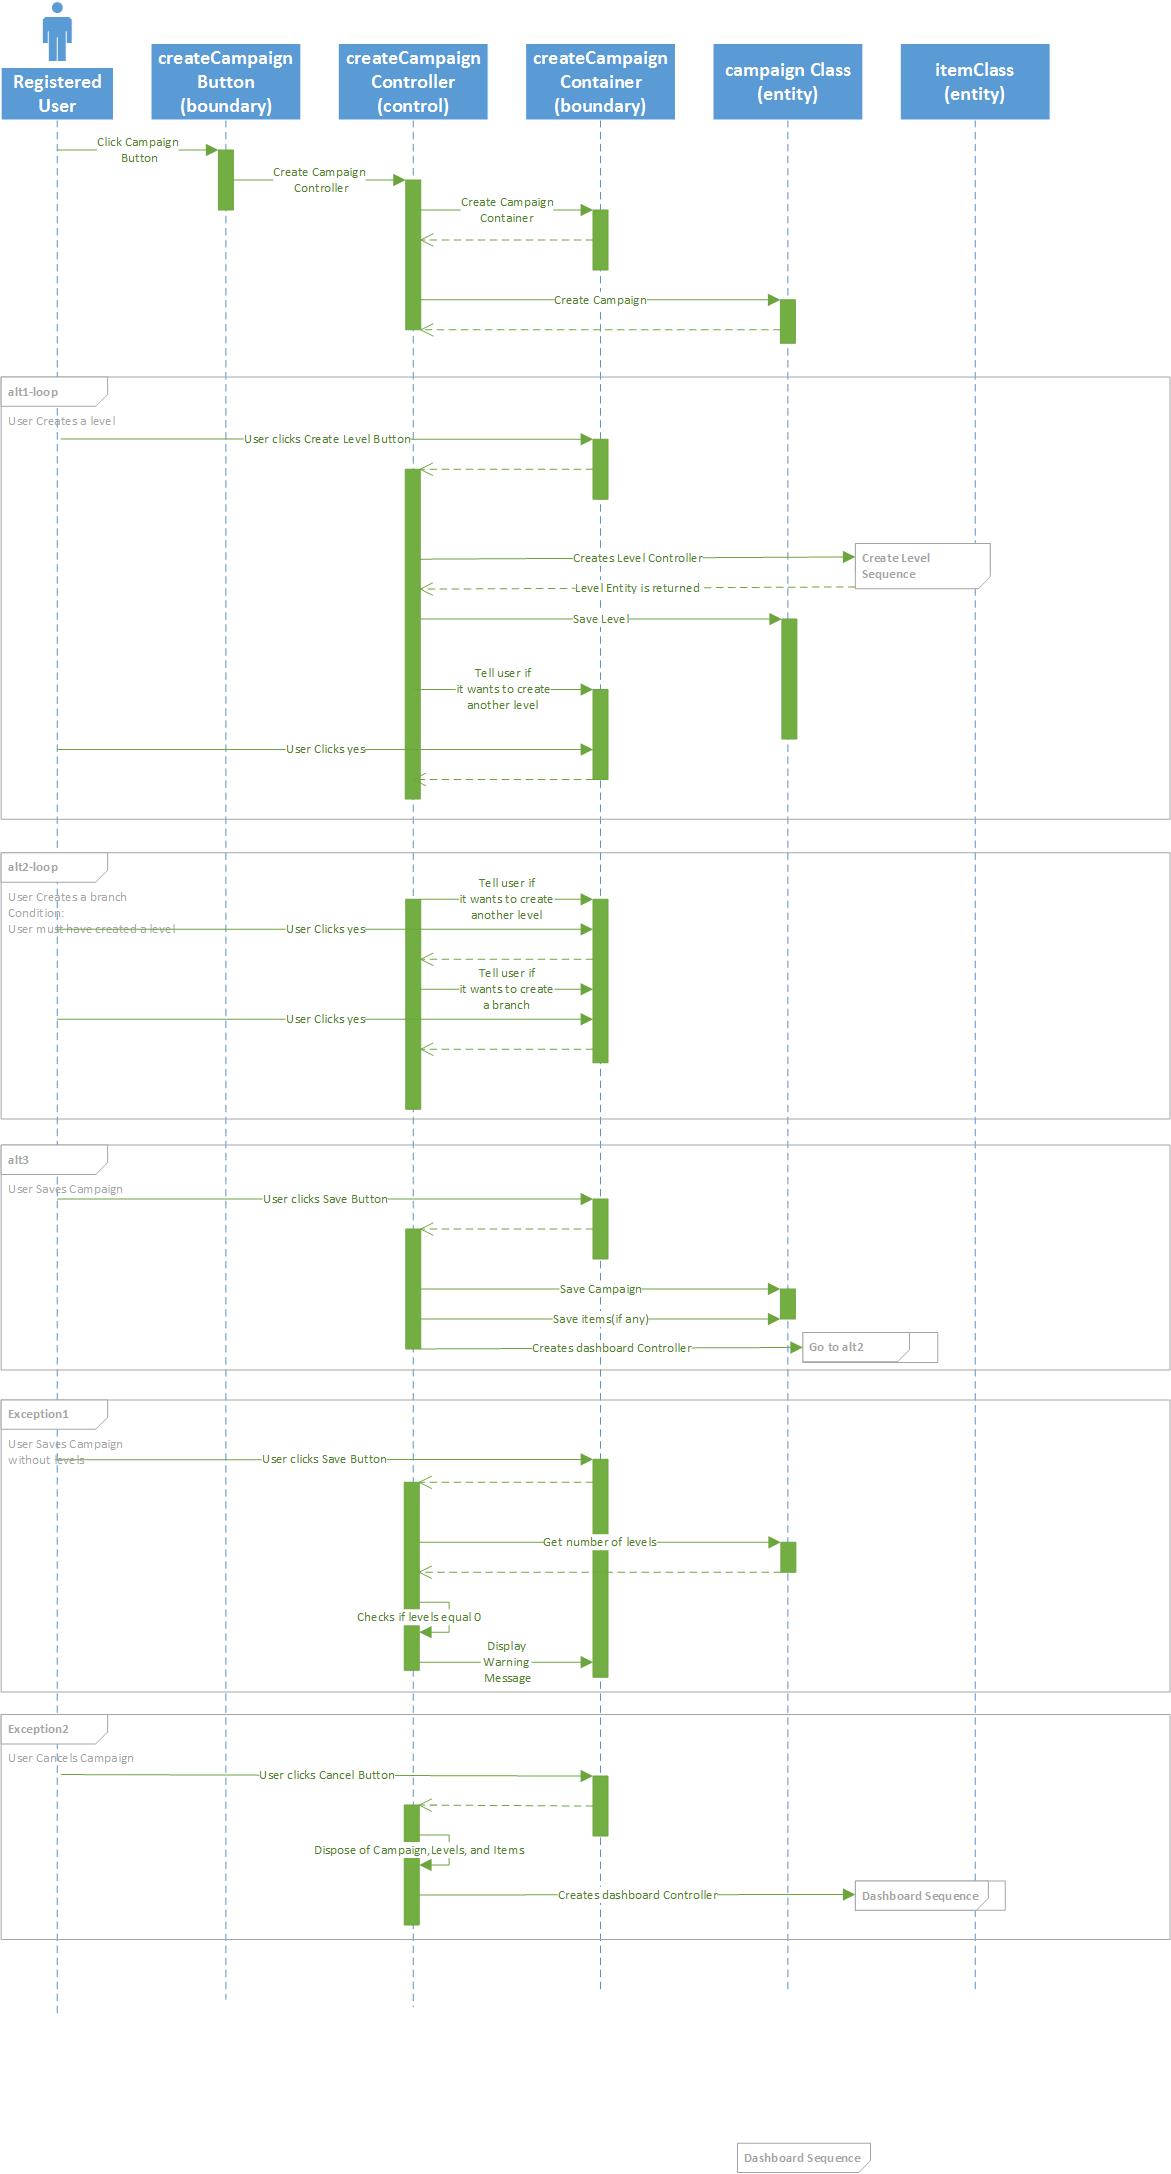 Registered
User
createCampaign
Button
(boundary)
createCampaign
Controller
(control)
createCampaign
Container
(boundary)
campaign Class
(entity)
itemClass
(entity)
Click Campaign
Button
Create Campaign
Controller
Create Campaign
Container
Create Campaign
alt1-loop
User Creates a level
User clicks Create Level Button
Creates Level Controller
Create Level
Sequence
Level Entity is returned
Save Level
Tell user if
it wants to create
another level
User Clicks yes
alt2-loop
User Creates a branch
Condition:
User must have created a level
Tell user if
it wants to create
another level
User Clicks yes
Tell user if
it wants to create
a branch
User Clicks yes
alt3
User Saves Campaign
User clicks Save Button
Save Campaign
Save items(if any)
Creates dashboard Controller
Go to alt2
Exception1
User Saves Campaign
without levels
User clicks Save Button
Get number of levels
Checks if levels equal 0
Display
Warning
Message
Exception2
User Cancels Campaign
User clicks Cancel Button
Dispose of Campaign,Levels, and Items
Creates dashboard Controller
Dashboard Sequence
Dashboard Sequence